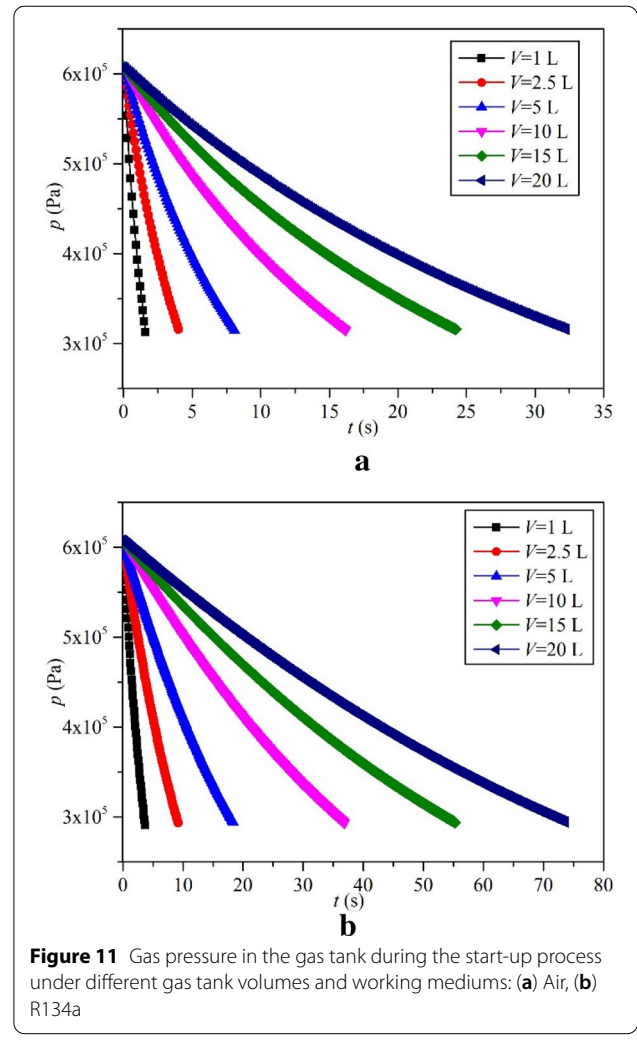 6x10⁵
5x10⁵
4x10⁵
3x10⁵
p (Pa)
V=1 L
V=2.5 L
V=5 L
V=10 L
V=15 L
V=20 L
0 5 10 15 20 25 30 35
t (s)
a
6x10⁵
5x10⁵
4x10⁵
3x10⁵
p (Pa)
V=1 L
V=2.5 L
V=5 L
V=10 L
V=15 L
V=20 L
0 10 20 30 40 50 60 70 80
t (s)
b
Figure 11 Gas pressure in the gas tank during the start-up process
under different gas tank volumes and working mediums: (a) Air, (b)
R134a